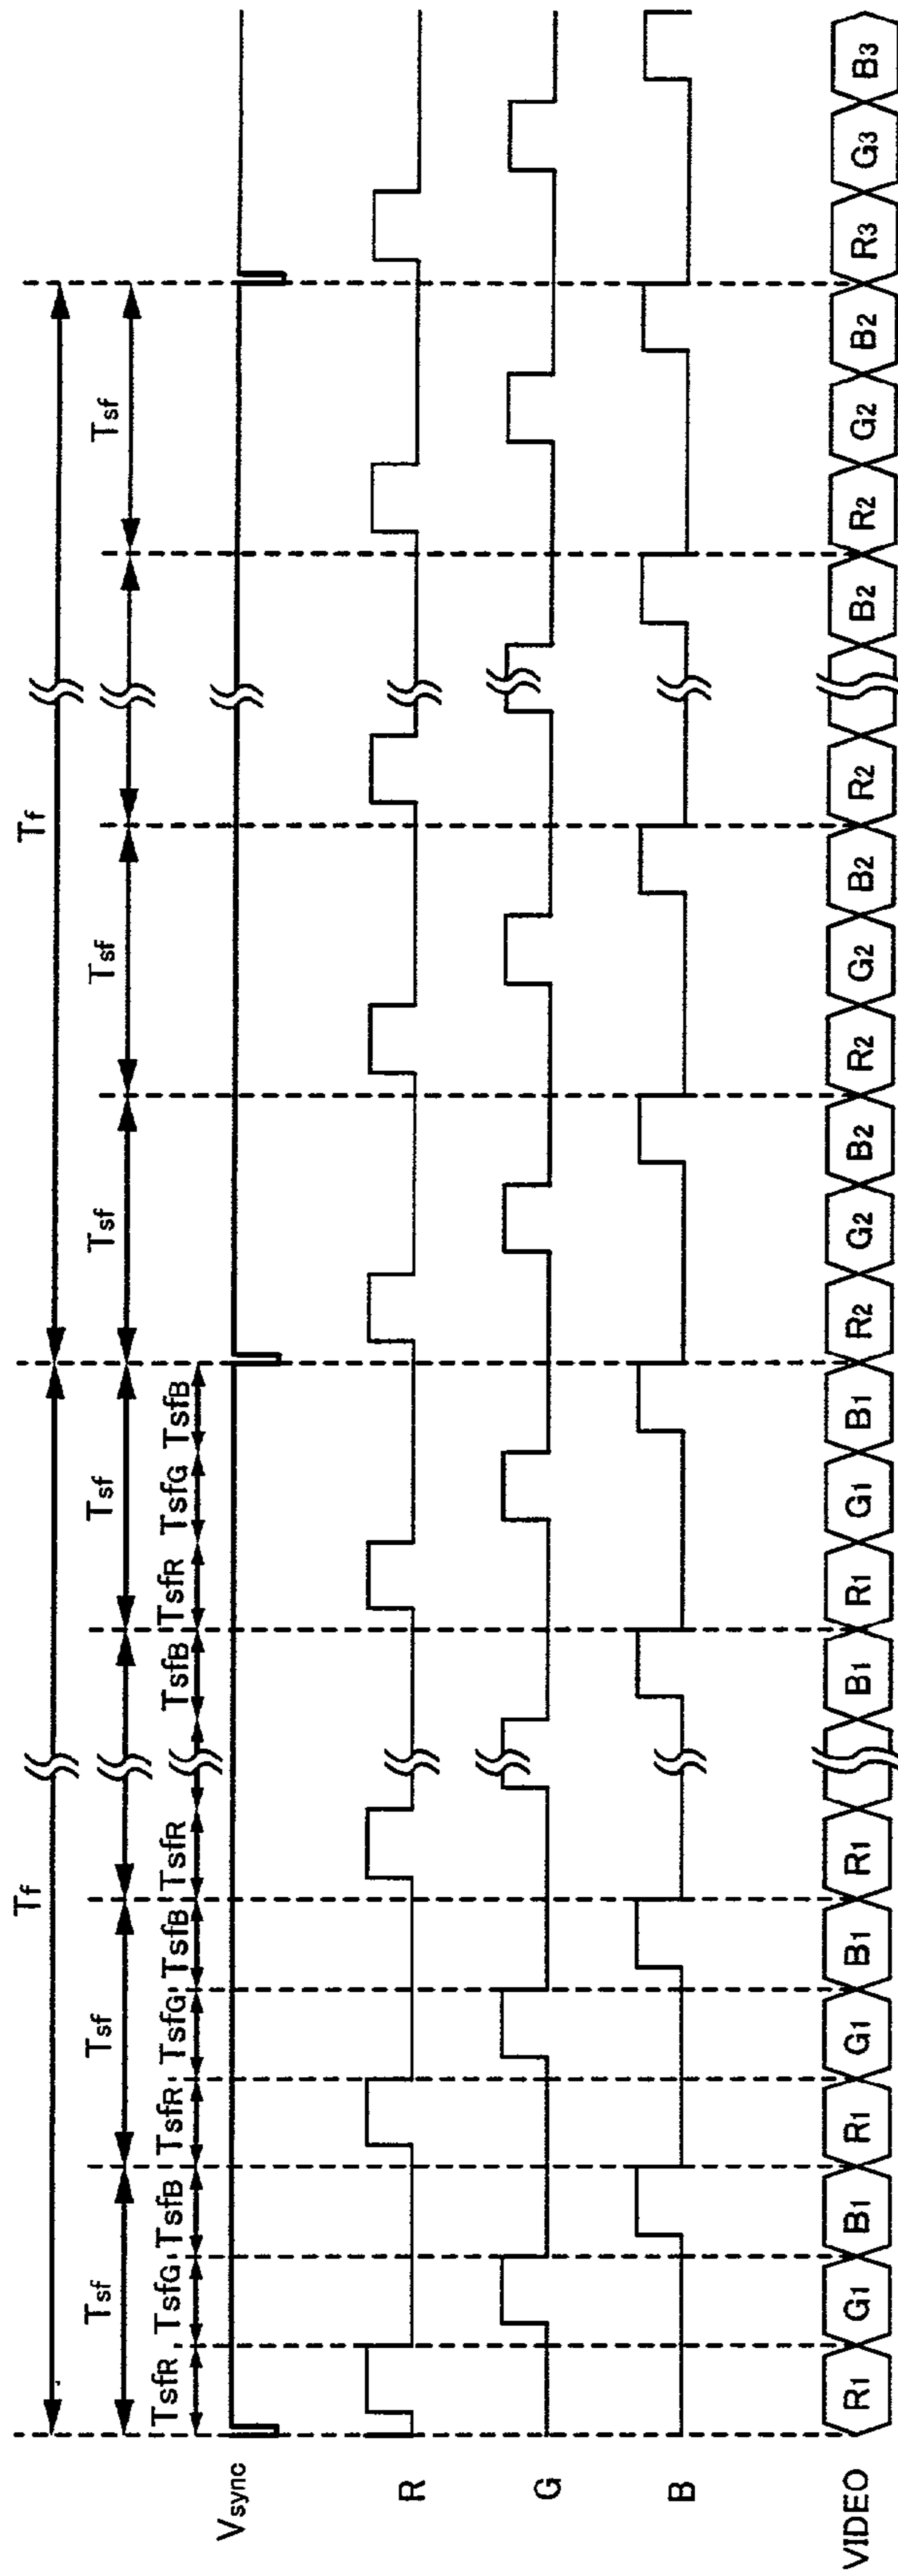 Tf Tf
Tsf Tsf Tsf Tsf Tsf Tsf
TsfR TsfG TsfB TsfR TsfG TsfB TsfR TsfB TsfR TsfG TsfB
Vsync
R
G
B
VIDEO R1 G1 B1 R1 G1 B1 R1 B1 R1 G1 B1 R2 G2 B2 R2 G2 B2 R2 B2 R2 G2 B2 R3 G3 B3